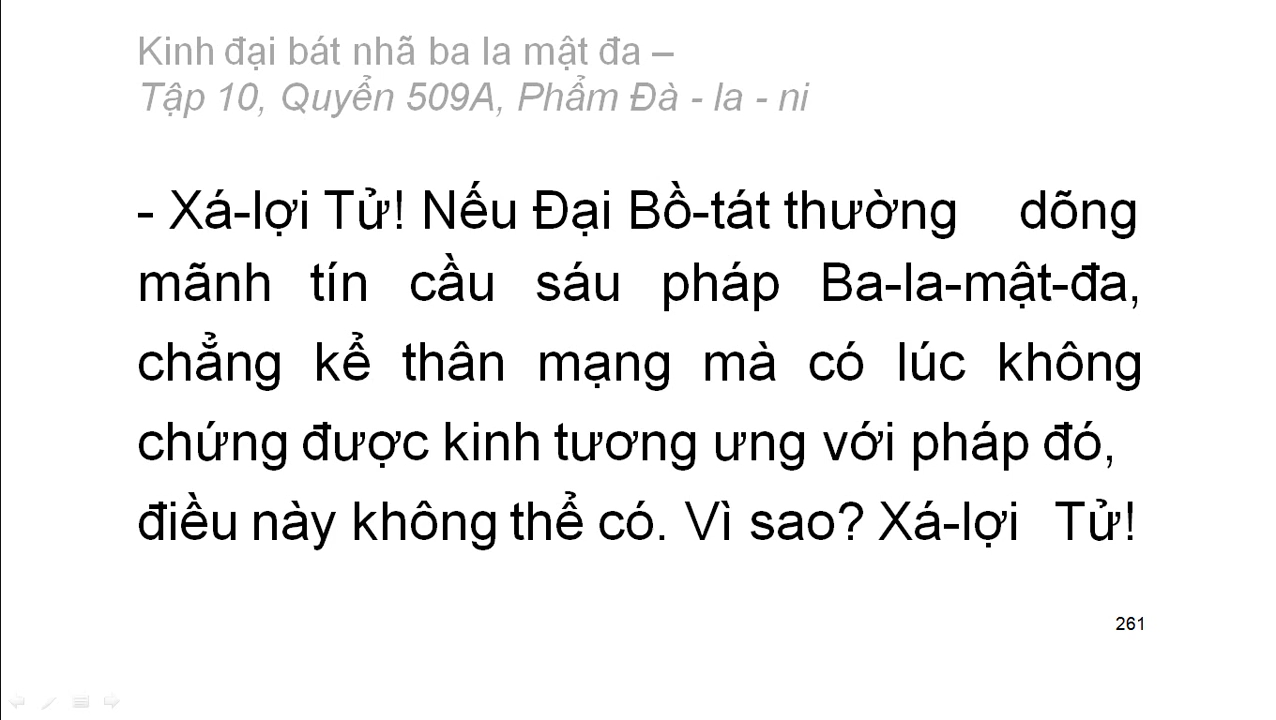 Kinh đại bát nhã ba la mật đa –
Tập 10, Quyển 509A, Phẩm Đà - la - ni
- Xá-lợi Tử! Nếu Đại Bồ-tát thường dõng
mãnh tín cầu sáu pháp Ba-la-mật-đa,
chẳng kể thân mạng mà có lúc không
chứng được kinh tương ưng với pháp đó,
điều này không thể có. Vì sao? Xá-lợi Tử!
261